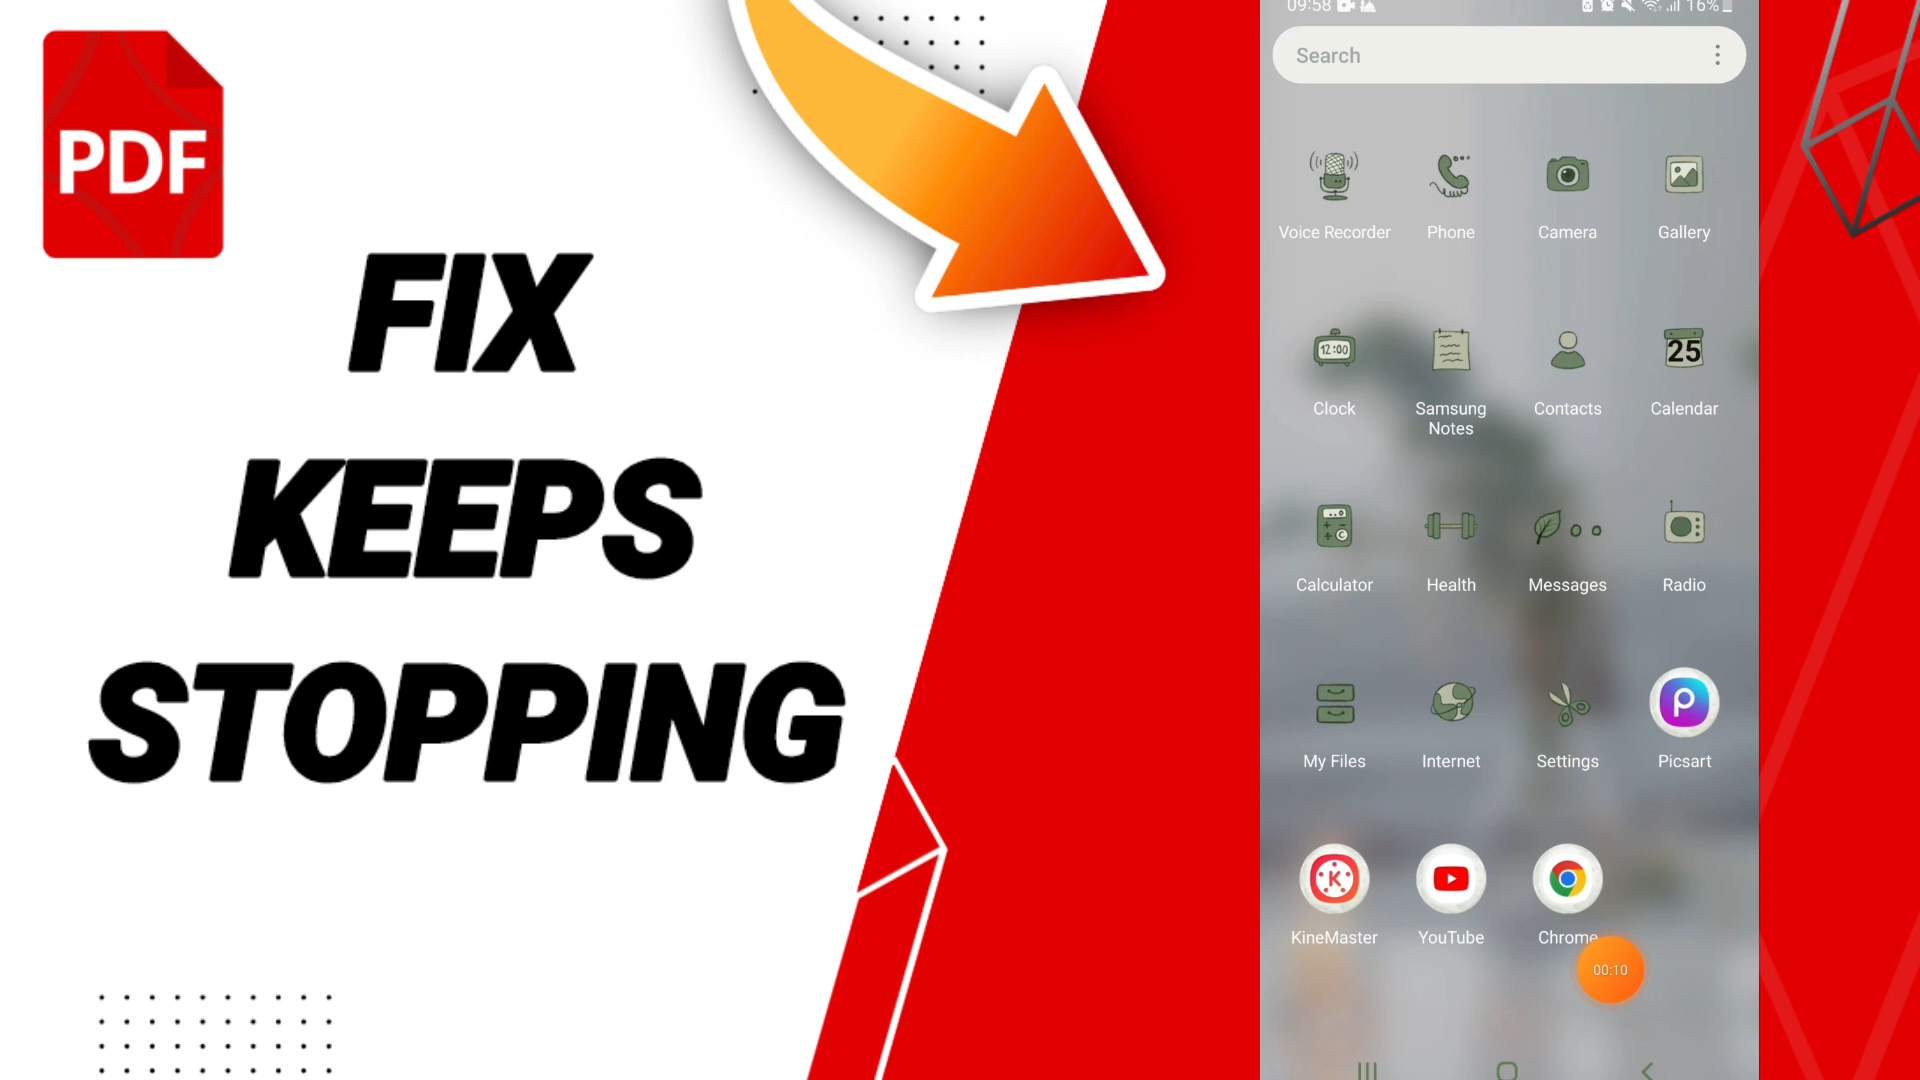 PDF
FIX
KEEPS
STOPPING
09:58
16%
Search
Voice Recorder
Phone
Camera
Gallery
12:00
25
Clock
Samsung
Notes
Contacts
Calendar
Calculator
Health
Messages
Radio
P
My Files
Internet
Settings
Picsart
K
KineMaster
YouTube
Chrome
00:10